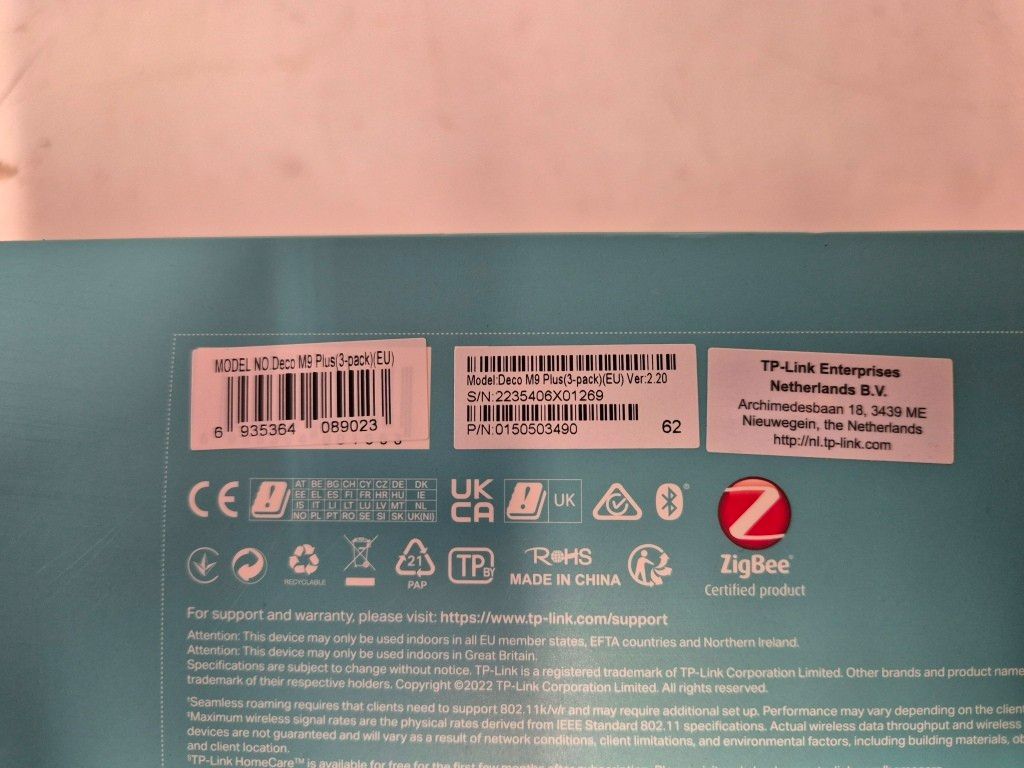 MODEL NO.Deco M9 Plus(3-pack)(EU)
6 935364 089023
Model:Deco M9 Plus(3-pack)(EU) Ver:2.20
S/N:2235406X01269
P/N:0150503490 62
TP-Link Enterprises
Netherlands B.V.
Archimedesbaan 18, 3439 ME
Nieuwegein, the Netherlands
http://nl.tp-link.com
CE
AT BE BG CH CY CZ DE DK
EE EL ES FI FR HR HU IE
IS IT LI LT LU LV MT NL
NO PL PT RO SE SI SK UK(NI)
UK
CA
UK
Z
ZigBee®
Certified product
RECYCLABLE
21
PAP
TP BY
RoHS
MADE IN CHINA
For support and warranty, please visit: https://www.tp-link.com/support
Attention: This device may only be used indoors in all EU member states, EFTA countries and Northern Ireland.
Attention: This device may only be used indoors in Great Britain.
Specifications are subject to change without notice. TP-Link is a registered trademark of TP-Link Corporation Limited. Other brands and product name
trademark of their respective holders. Copyright ©2022 TP-Link Corporation Limited. All rights reserved.
Seamless roaming requires that clients need to support 802.11k/v/r and may require additional set up. Performance may vary depending on the client
Maximum wireless signal rates are the physical rates derived from IEEE Standard 802.11 specifications. Actual wireless data throughput and wireless
devices are not guaranteed and will vary as a result of network conditions, client limitations, and environmental factors, including building materials, ob
and client location.
TP-Link HomeCare™ is available for free for the first few months